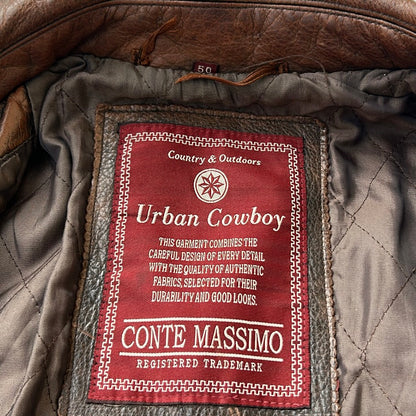 50
Country & Outdoors
Urban Cowboy
THIS GARMENT COMBINES THE
CAREFUL DESIGN OF EVERY DETAIL
WITH THE QUALITY OF AUTHENTIC
FABRICS, SELECTED FOR THEIR
DURABILITY AND GOOD LOOKS.
CONTE MASSIMO
REGISTERED TRADEMARK